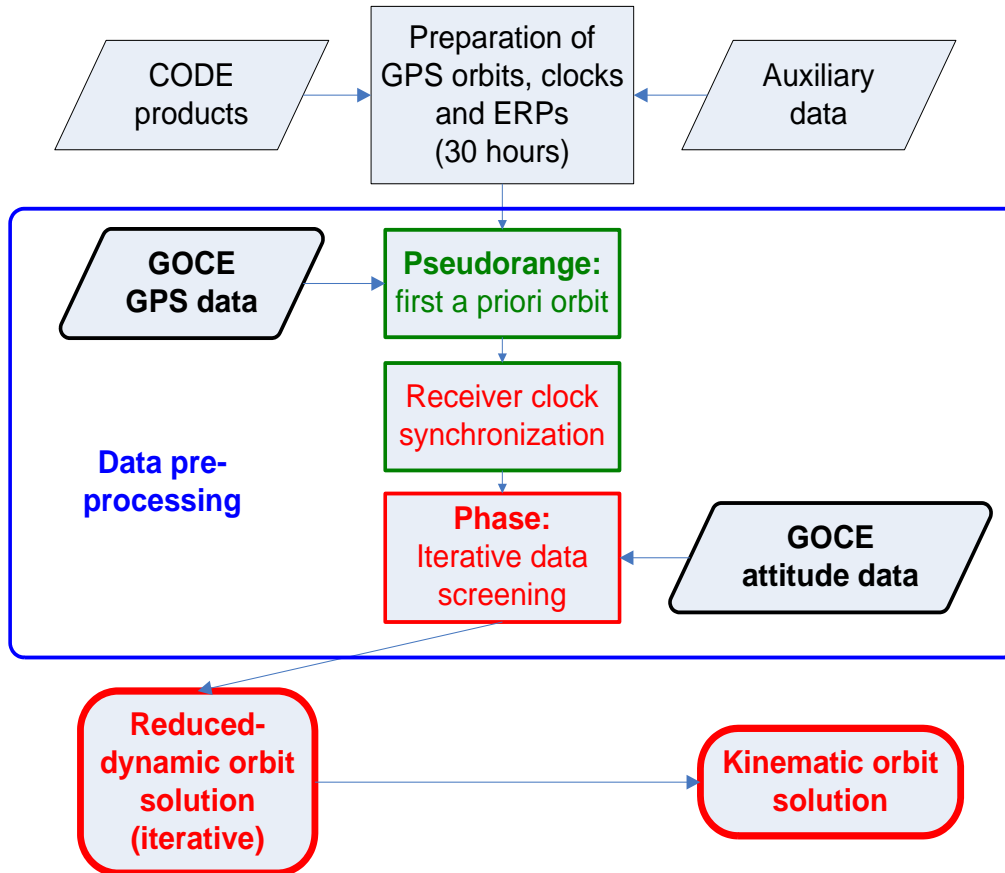 CODE
products
Preparation of
GPS orbits, clocks
and ERPs
(30 hours)
Auxiliary
data
GOCE
GPS data
Pseudorange:
first a priori orbit
Receiver clock
synchronization
Data pre-
processing
Phase:
Iterative data
screening
GOCE
attitude data
Reduced-
dynamic orbit
solution
(iterative)
Kinematic orbit
solution